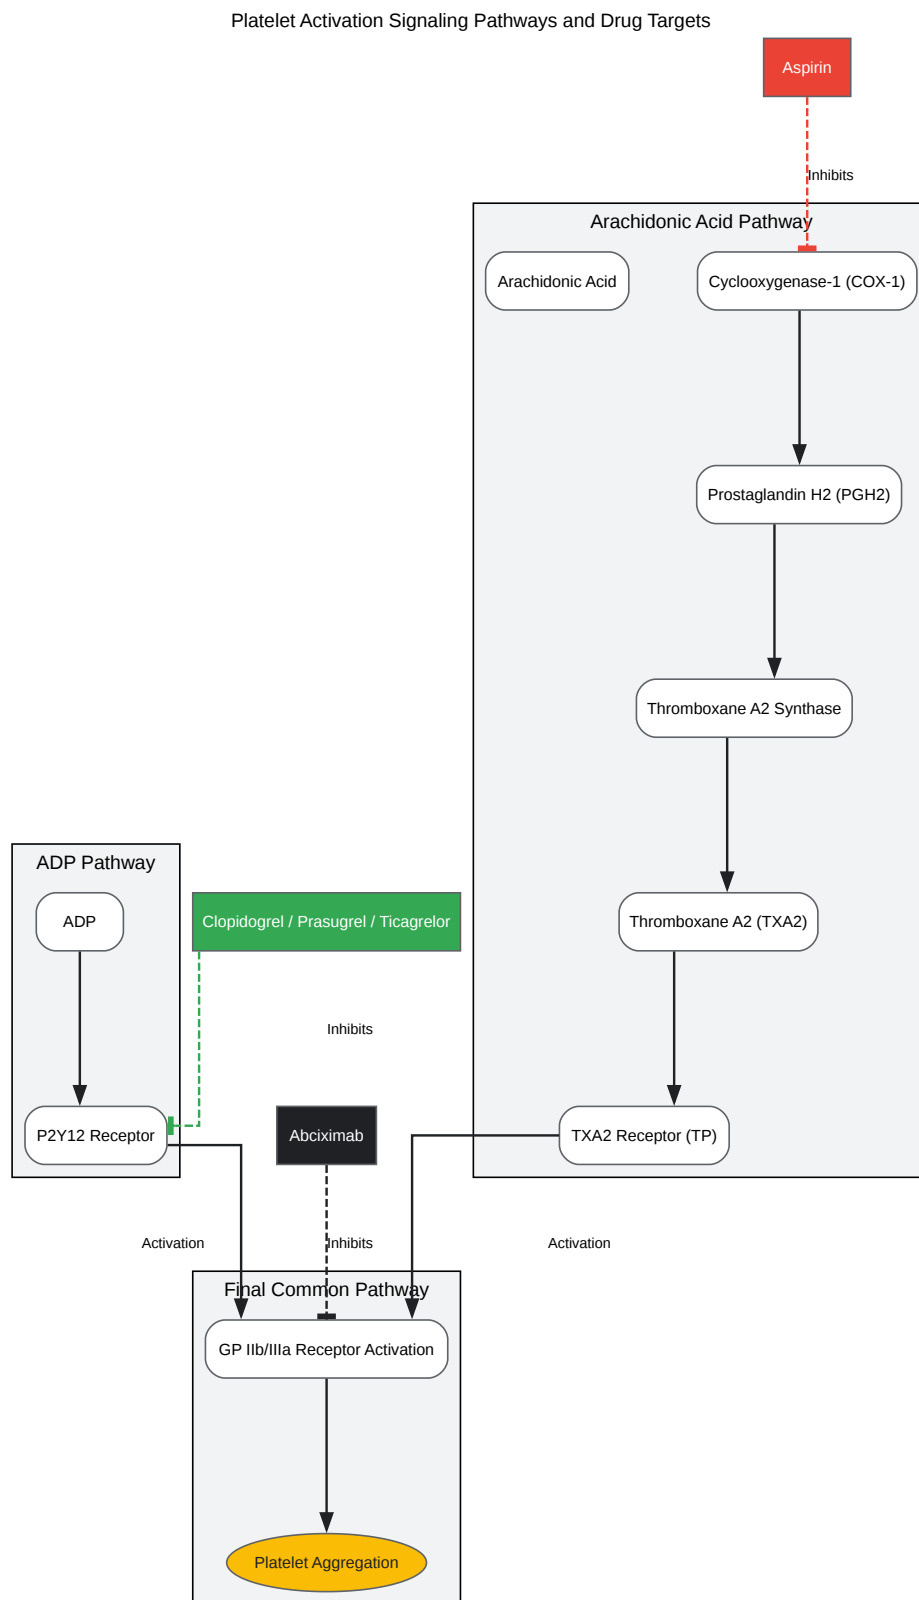 Platelet Activation Signaling Pathways and Drug Targets
Aspirin
Inhibits
Arachidonic Acid Pathway
Arachidonic Acid
Cyclooxygenase-1 (COX-1)
Prostaglandin H2 (PGH2)
Thromboxane A2 Synthase
ADP Pathway
ADP
Clopidogrel / Prasugrel / Ticagrelor
Thromboxane A2 (TXA2)
Inhibits
P2Y12 Receptor
Abciximab
TXA2 Receptor (TP)
Activation
Inhibits
Activation
Final Common Pathway
GP IIb/IIIa Receptor Activation
Platelet Aggregation